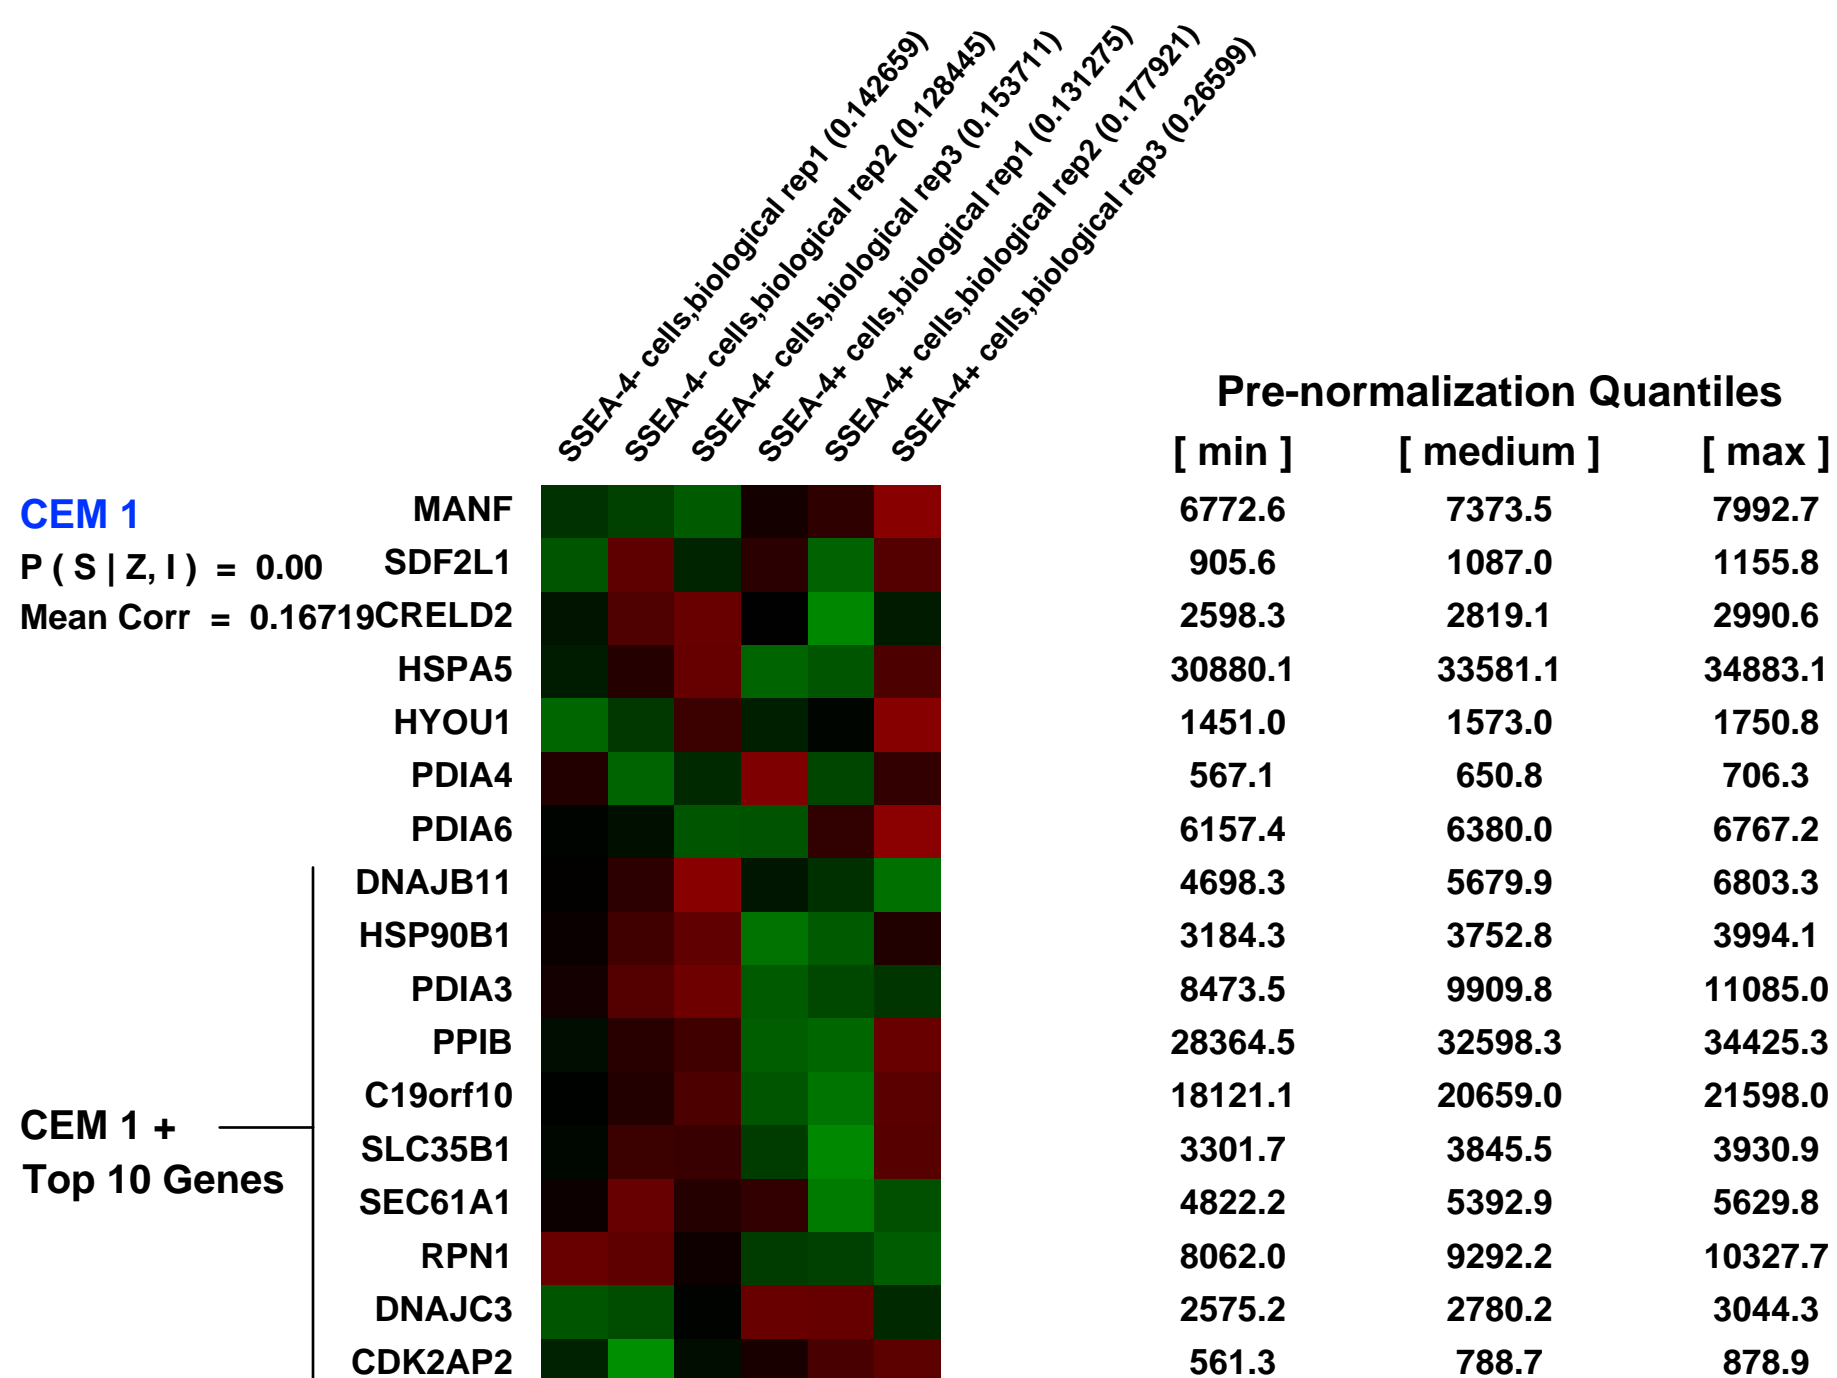 SSEA-4- cells,biological rep1 (0.142659)
SSEA-4- cells,biological rep2 (0.128445)
SSEA-4- cells,biological rep3 (0.153711)
SSEA-4+ cells,biological rep1 (0.131275)
SSEA-4+ cells,biological rep2 (0.177921)
SSEA-4+ cells,biological rep3 (0.26599)
Pre-normalization Quantiles
[ min ] [ medium ] [ max ]
CEM 1 MANF 6772.6 7373.5 7992.7
P ( S | Z, I ) = 0.00 SDF2L1 905.6 1087.0 1155.8
Mean Corr = 0.16719 CRELD2 2598.3 2819.1 2990.6
HSPA5 30880.1 33581.1 34883.1
HYOU1 1451.0 1573.0 1750.8
PDIA4 567.1 650.8 706.3
PDIA6 6157.4 6380.0 6767.2
DNAJB11 4698.3 5679.9 6803.3
HSP90B1 3184.3 3752.8 3994.1
PDIA3 8473.5 9909.8 11085.0
PPIB 28364.5 32598.3 34425.3
C19orf10 18121.1 20659.0 21598.0
CEM 1 +
SLC35B1 3301.7 3845.5 3930.9
Top 10 Genes
SEC61A1 4822.2 5392.9 5629.8
RPN1 8062.0 9292.2 10327.7
DNAJC3 2575.2 2780.2 3044.3
CDK2AP2 561.3 788.7 878.9